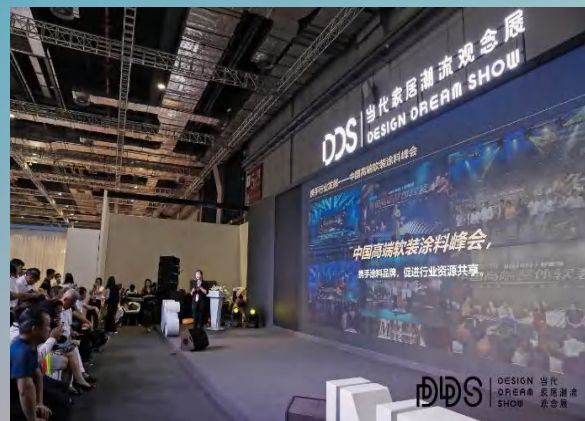 DDS
当代家居潮流观念展
DESIGN DREAM SHOW
携手行业发展——中国高端软装涂料峰会
中国高端软装涂料峰会，
携手涂料品牌，促进行业资源共享。
DDS
DESIGN
DREAM
SHOW
当代
家居潮流
观念展